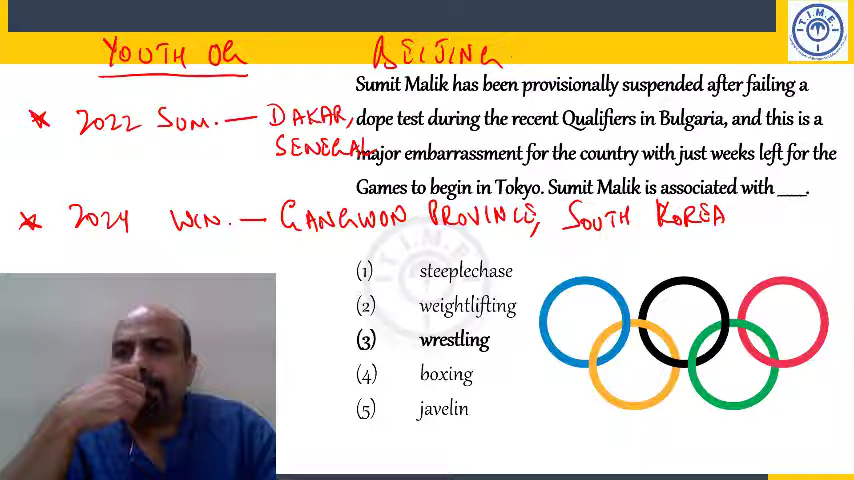 T.I.M.E.
YOUTH OG BEIJING
Sumit Malik has been provisionally suspended after failing a
★ 2022 SUM. — DAKAR, dope test during the recent Qualifiers in Bulgaria, and this is a
SENEGAL major embarrassment for the country with just weeks left for the
Games to begin in Tokyo. Sumit Malik is associated with ___.
★ 2024 WIN. — GANGWON PROVINCE, SOUTH KOREA
T.I.M.E.
(1) steeplechase
(2) weightlifting
(3) wrestling
(4) boxing
(5) javelin